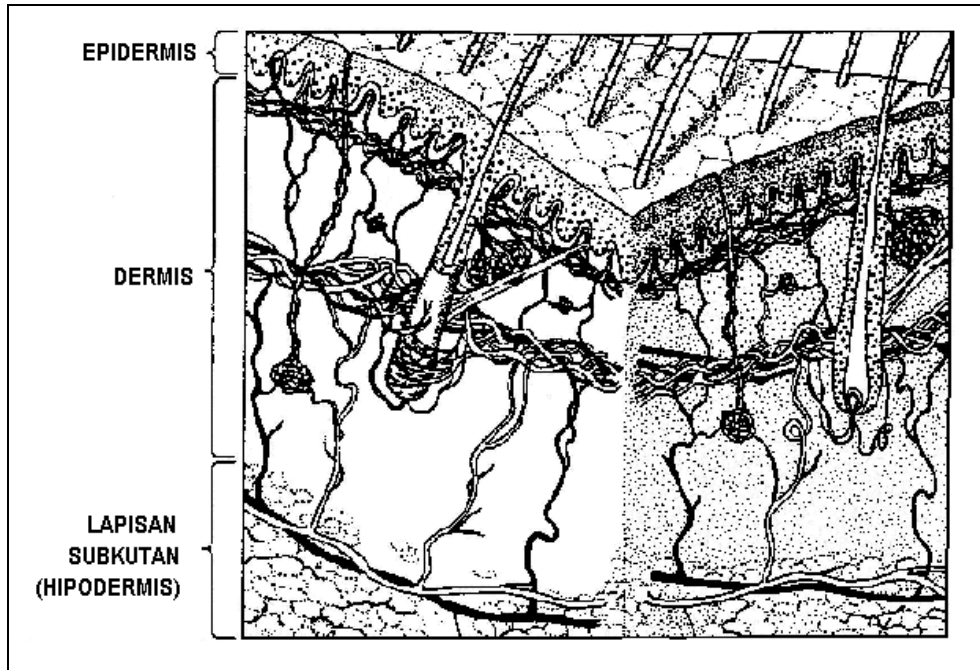 EPIDERMIS
DERMIS
LAPISAN
SUBKUTAN
(HIPODERMIS)